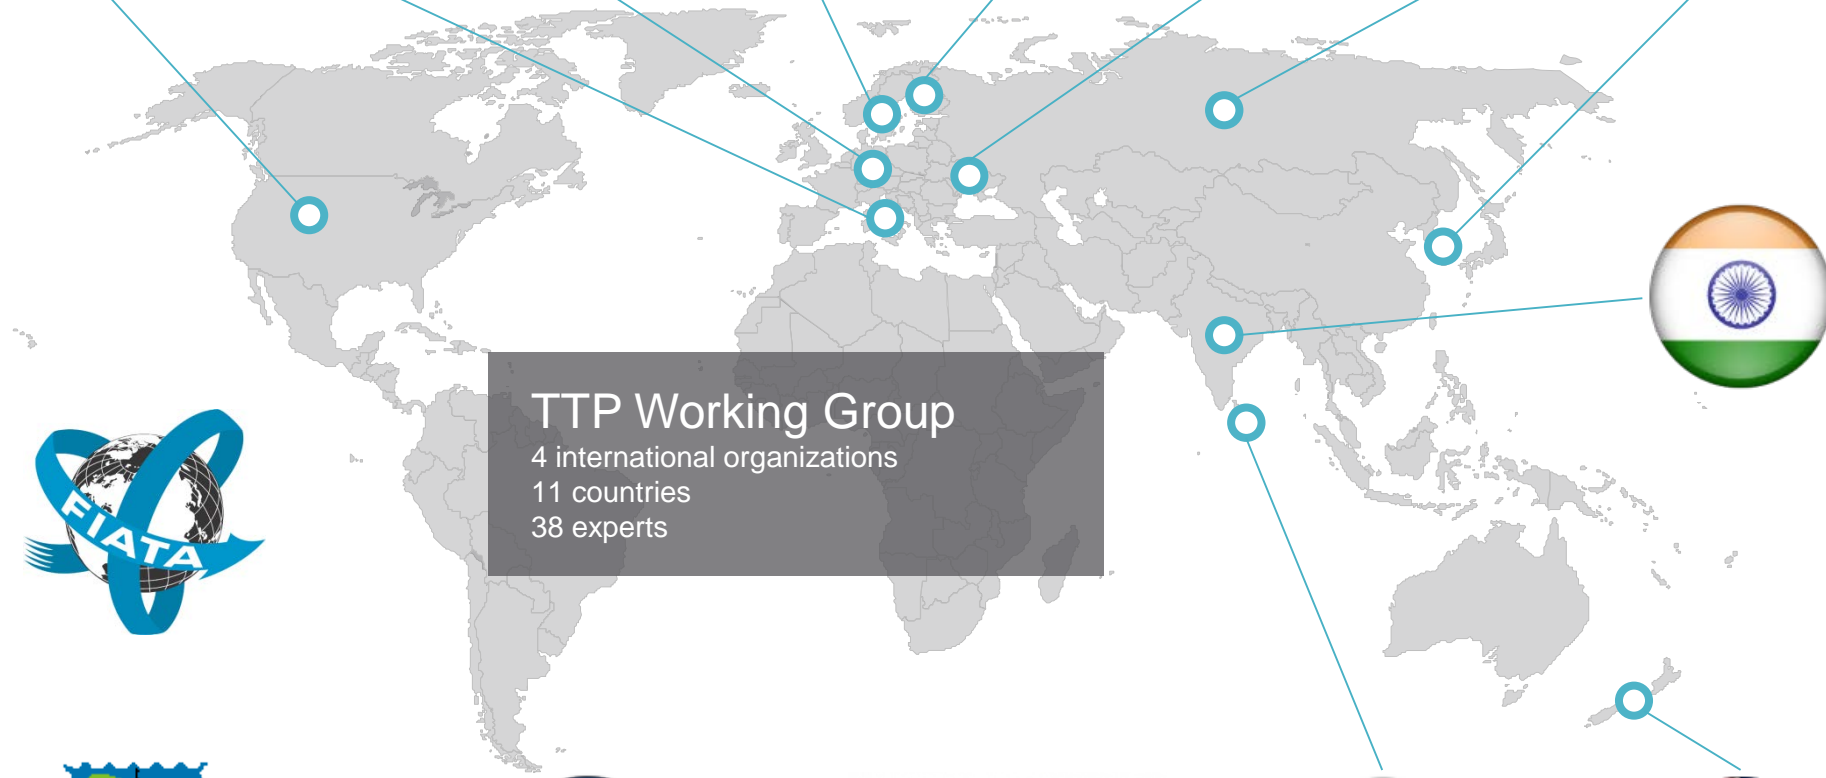 TTP Working Group
4 international organizations
11 countries
38 experts
FIATA